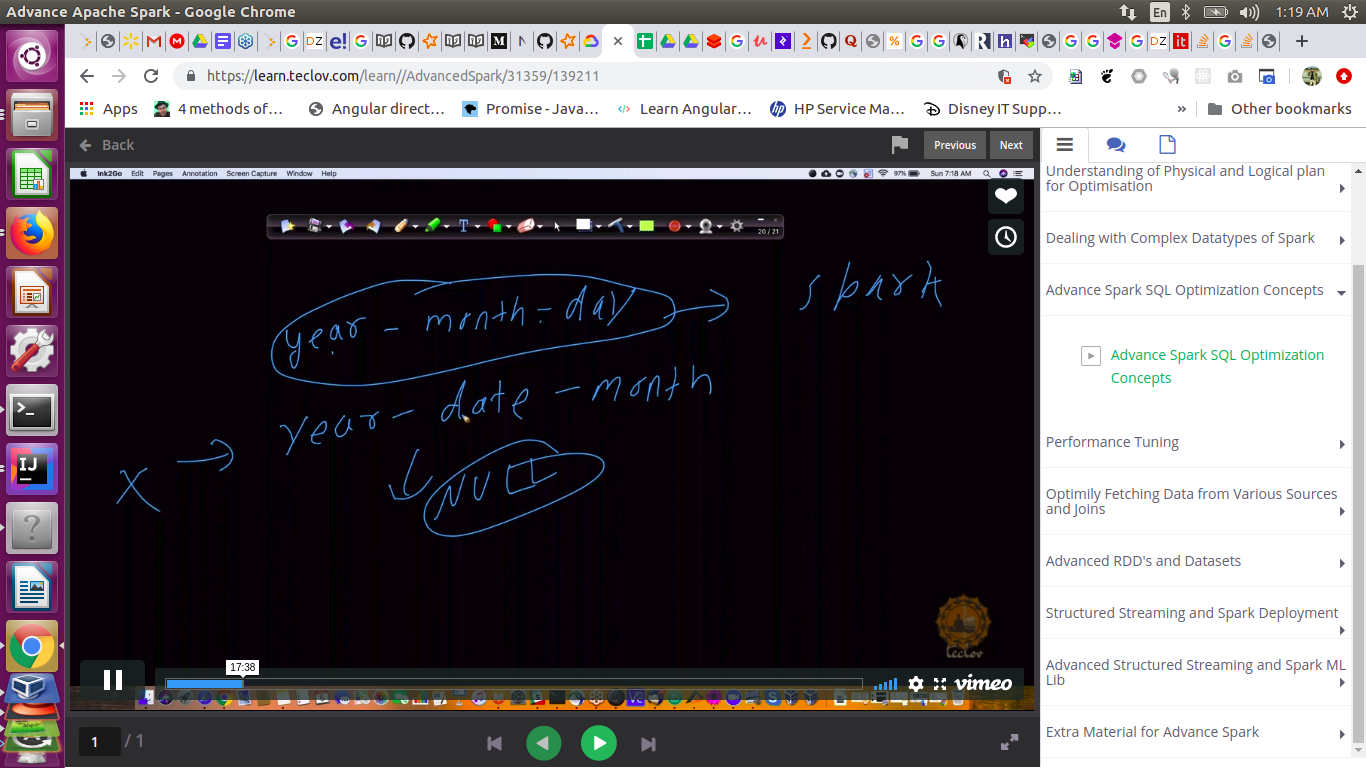 Advance Apache Spark - Google Chrome
En
1:19 AM
https://learn.teclov.com/learn//AdvancedSpark/31359/139211
Apps
4 methods of...
Angular direct...
Promise - Java...
Learn Angular...
HP Service Ma...
Disney IT Supp...
»
Other bookmarks
Back
Previous
Next
Ink2Go Edit Pages Annotation Screen Capture Window Help
97%
Sun 7:18 AM
20 / 21
year - month - day → spark
year - date - month
X →
NULL
teclov
17:38
vimeo
1 / 1
Understanding of Physical and Logical plan
for Optimisation
Dealing with Complex Datatypes of Spark
Advance Spark SQL Optimization Concepts
Advance Spark SQL Optimization
Concepts
Performance Tuning
Optimily Fetching Data from Various Sources
and Joins
Advanced RDD's and Datasets
Structured Streaming and Spark Deployment
Advanced Structured Streaming and Spark ML
Lib
Extra Material for Advance Spark